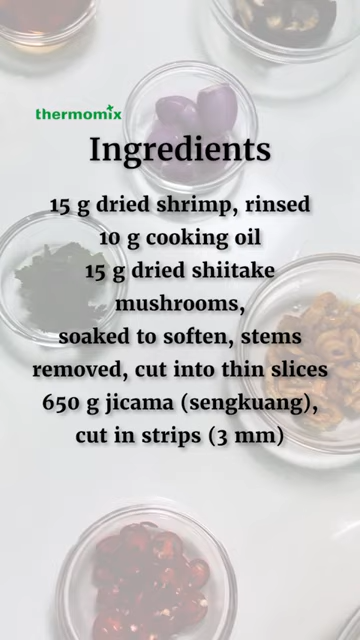 thermomix
Ingredients
15 g dried shrimp, rinsed
10 g cooking oil
15 g dried shiitake
mushrooms,
soaked to soften, stems
removed, cut into thin slices
650 g jicama (sengkuang),
cut in strips (3 mm)